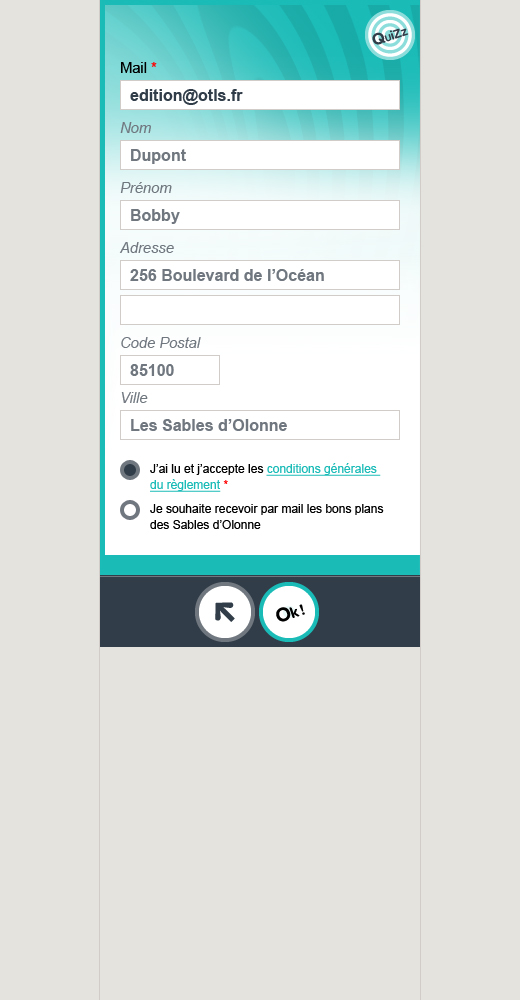 QuiZz
Mail *
edition@otls.fr
Nom
Dupont
Prénom
Bobby
Adresse
256 Boulevard de l’Océan
Code Postal
85100
Ville
Les Sables d’Olonne
J’ai lu et j’accepte les conditions générales
du règlement *
Je souhaite recevoir par mail les bons plans
des Sables d’Olonne
Ok!